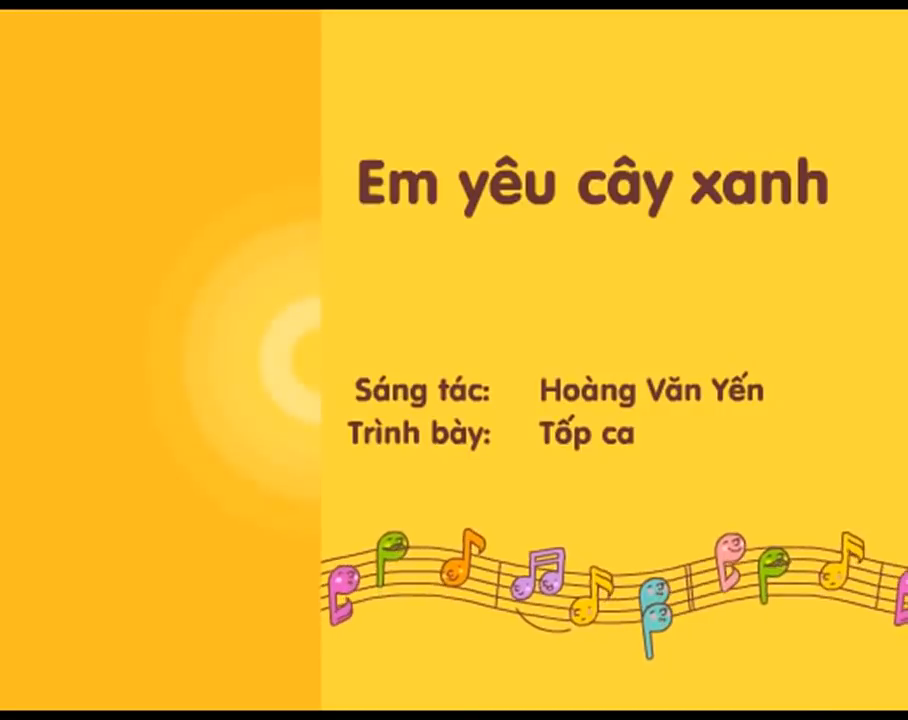 Em yêu cây xanh
Sáng tác: Hoàng Văn Yến
Trình bày: Tốp ca